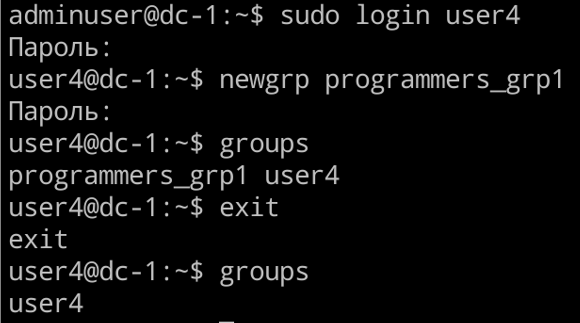 adminuser@dc-1:~$ sudo login user4
Пароль:
user4@dc-1:~$ newgrp programmers_grp1
Пароль:
user4@dc-1:~$ groups
programmers_grp1 user4
user4@dc-1:~$ exit
exit
user4@dc-1:~$ groups
user4